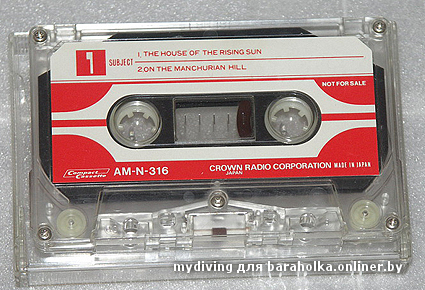 1
SUBJECT
1. THE HOUSE OF THE RISING SUN
2.ON THE MANCHURIAN HILL
NOT FOR SALE
Compact Cassette
AM-N-316
CROWN RADIO CORPORATION MADE IN JAPAN
JAPAN
mydiving для baraholka.onliner.by